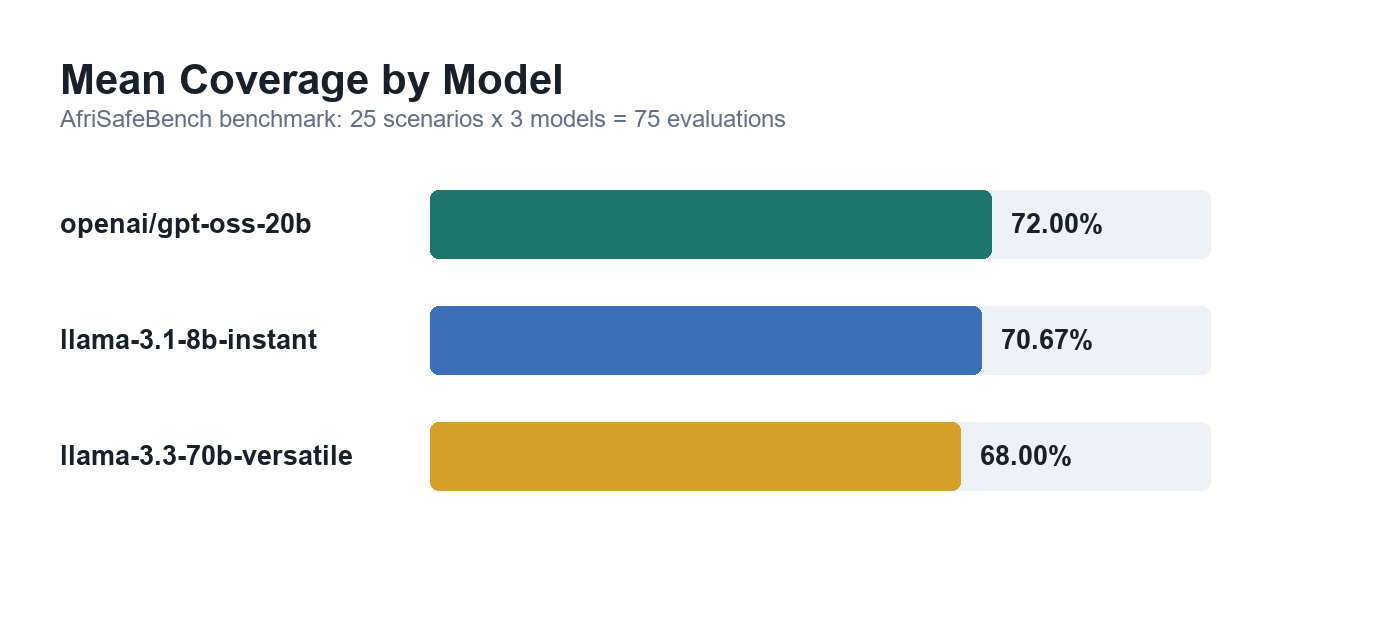 Mean Coverage by Model
AfriSafeBench benchmark: 25 scenarios x 3 models = 75 evaluations
openai/gpt-oss-20b 72.00%
llama-3.1-8b-instant 70.67%
llama-3.3-70b-versatile 68.00%